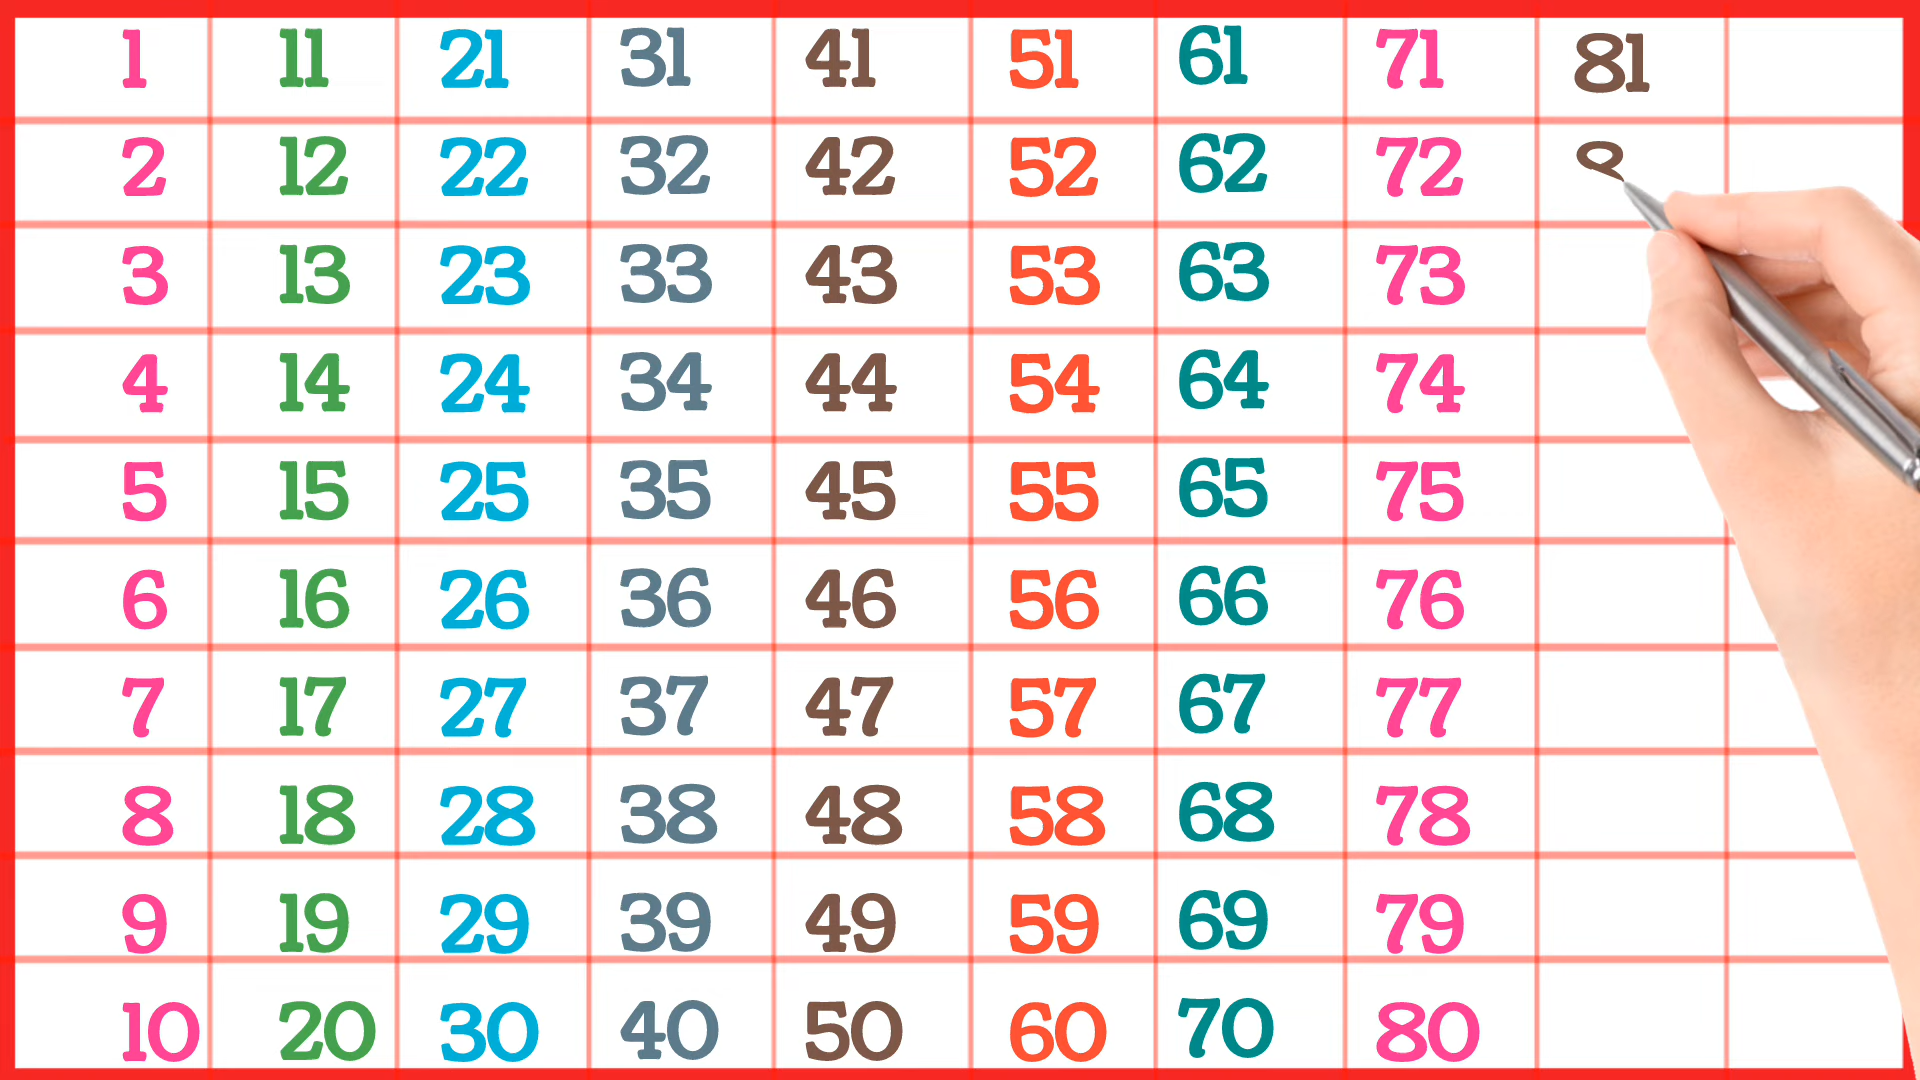 1 11 21 31 41 51 61 71 81
2 12 22 32 42 52 62 72
3 13 23 33 43 53 63 73
4 14 24 34 44 54 64 74
5 15 25 35 45 55 65 75
6 16 26 36 46 56 66 76
7 17 27 37 47 57 67 77
8 18 28 38 48 58 68 78
9 19 29 39 49 59 69 79
10 20 30 40 50 60 70 80